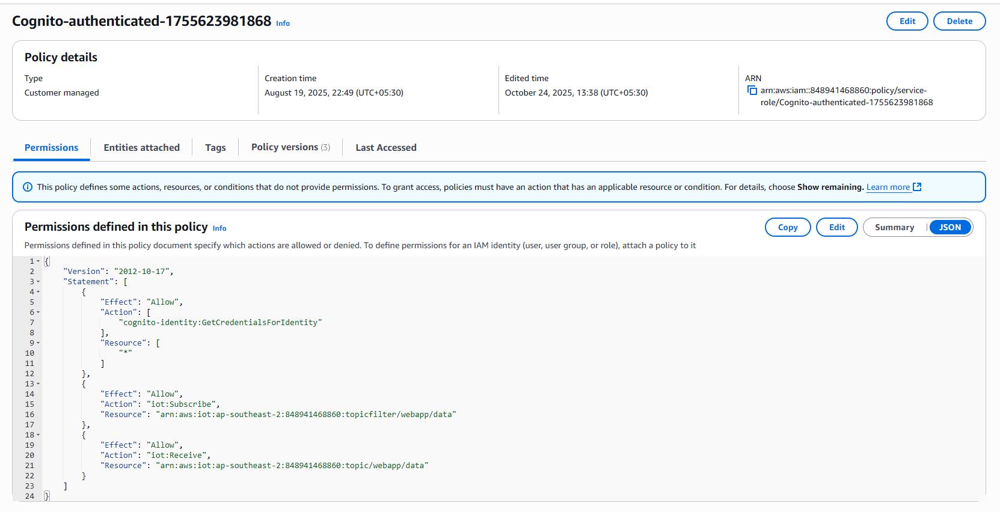 Cognito-authenticated-1755623981868 Info
Edit
Delete
Policy details
Type
Customer managed
Creation time
August 19, 2025, 22:49 (UTC+05:30)
Edited time
October 24, 2025, 13:38 (UTC+05:30)
ARN
arn:aws:iam::848941468860:policy/service-
role/Cognito-authenticated-1755623981868
Permissions
Entities attached
Tags
Policy versions (3)
Last Accessed
This policy defines some actions, resources, or conditions that do not provide permissions. To grant access, policies must have an action that has an applicable resource or condition. For details, choose Show remaining. Learn more
Permissions defined in this policy Info
Copy
Edit
Summary
JSON
Permissions defined in this policy document specify which actions are allowed or denied. To define permissions for an IAM identity (user, user group, or role), attach a policy to it
1 {
2 "Version": "2012-10-17",
3 "Statement": [
4 {
5 "Effect": "Allow",
6 "Action": [
7 "cognito-identity:GetCredentialsForIdentity"
8 ],
9 "Resource": [
10 "*"
11 ]
12 },
13 {
14 "Effect": "Allow",
15 "Action": "iot:Subscribe",
16 "Resource": "arn:aws:iot:ap-southeast-2:848941468860:topicfilter/webapp/data"
17 },
18 {
19 "Effect": "Allow",
20 "Action": "iot:Receive",
21 "Resource": "arn:aws:iot:ap-southeast-2:848941468860:topic/webapp/data"
22 }
23 ]
24 }